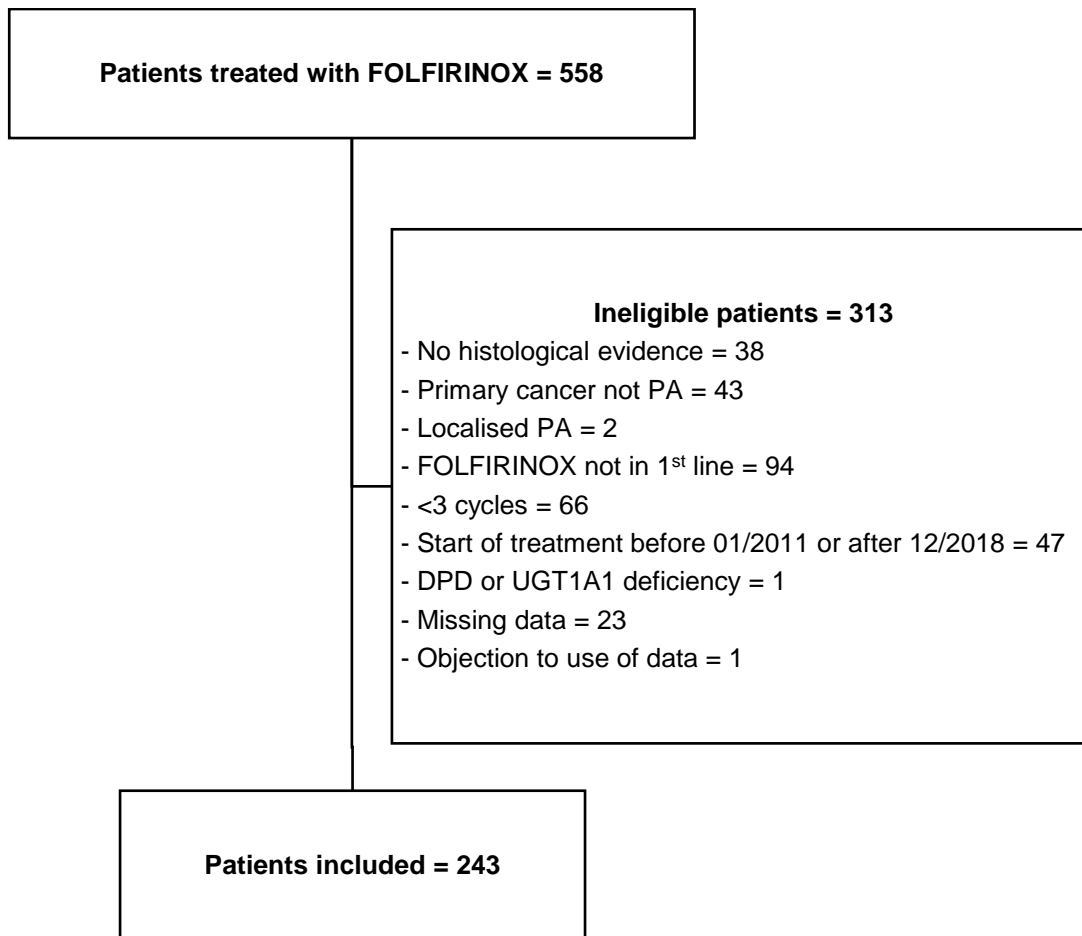 Patients treated with FOLFIRINOX = 558
Ineligible patients = 313
- No histological evidence = 38
- Primary cancer not PA = 43
- Localised PA = 2
- FOLFIRINOX not in 1st line = 94
- <3 cycles = 66
- Start of treatment before 01/2011 or after 12/2018 = 47
- DPD or UGT1A1 deficiency = 1
- Missing data = 23
- Objection to use of data = 1
Patients included = 243